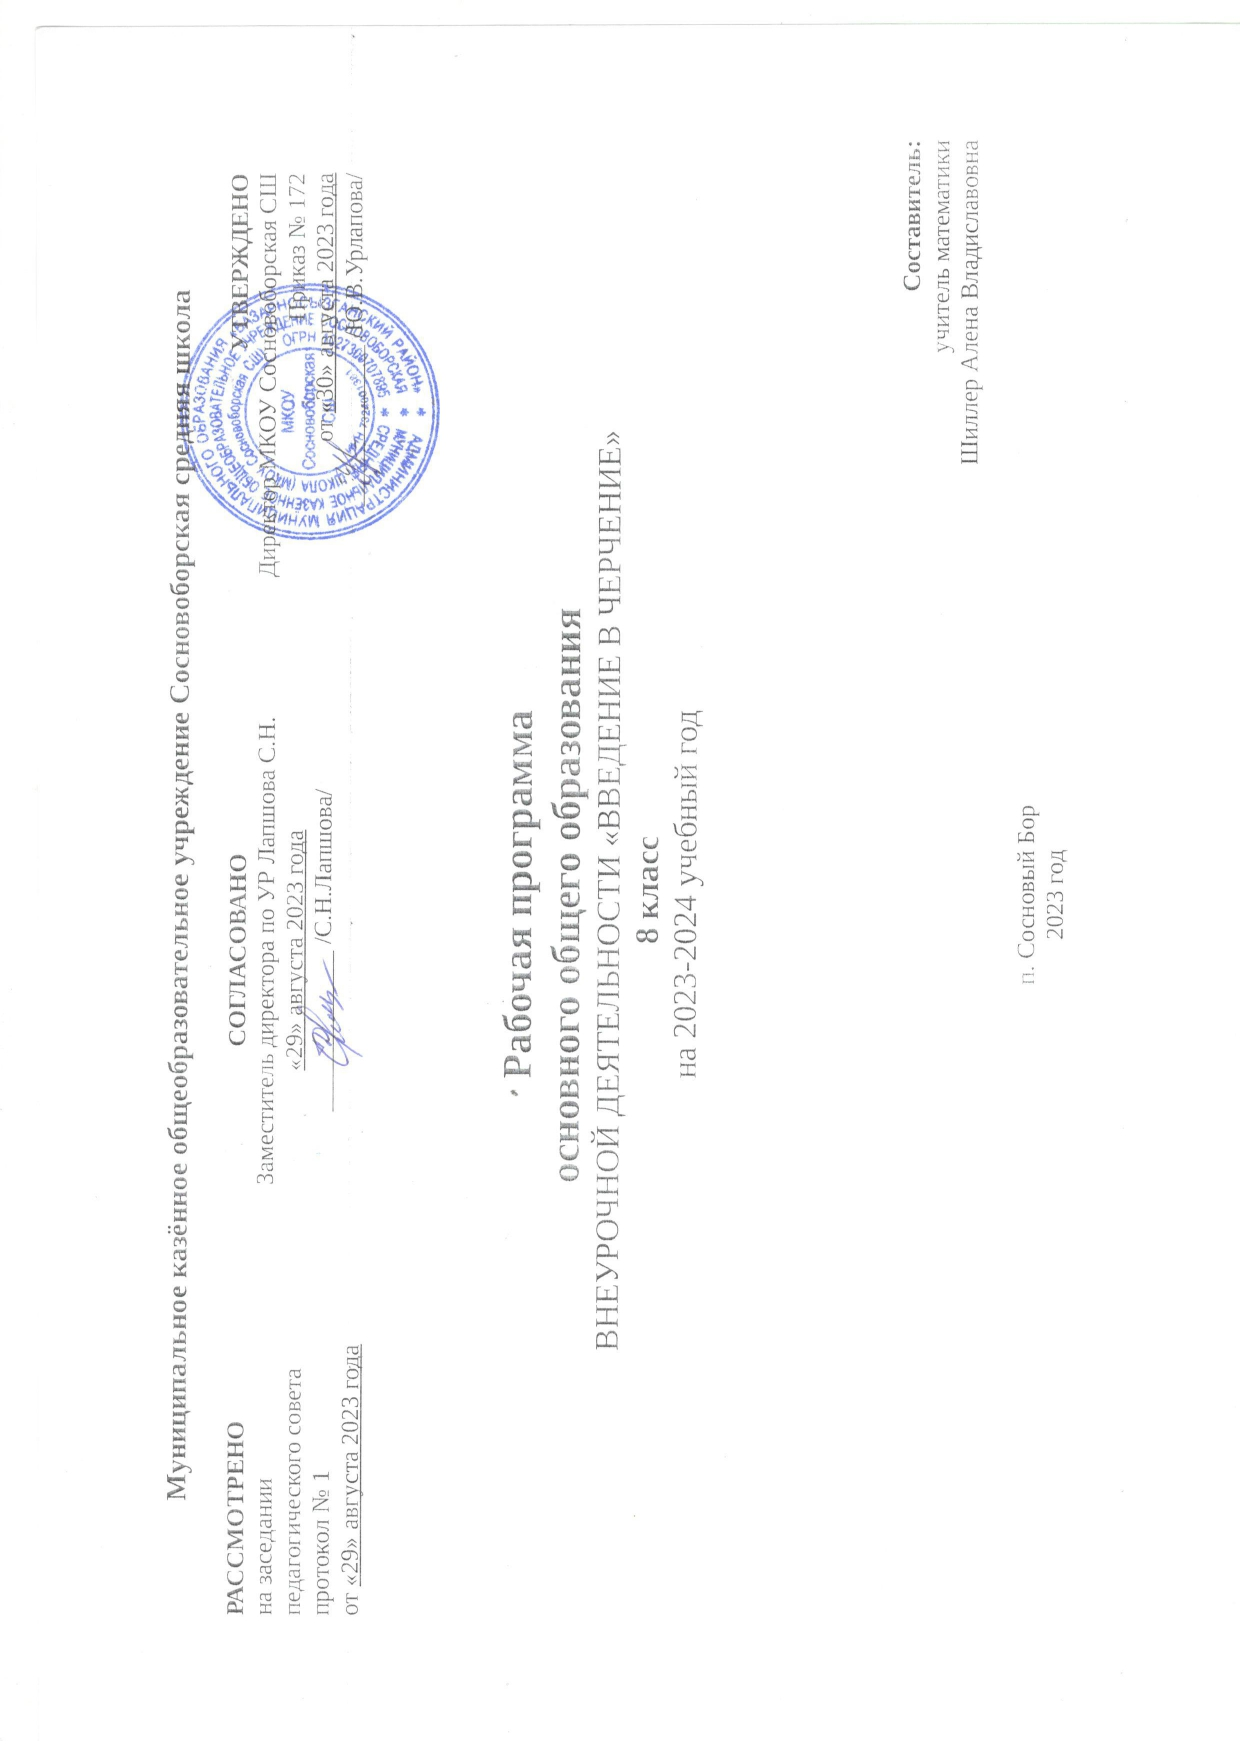 Муниципальное казённое общеобразовательное учреждение Сосновоборская средняя школа
РАССМОТРЕНО
на заседании
педагогического совета
протокол № 1
от «29» августа 2023 года
СОГЛАСОВАНО
Заместитель директора по УР Лапшова С.Н.
«29» августа 2023 года
/С.Н.Лапшова/
УТВЕРЖДЕНО
Директор МКОУ Сосновоборская СШ
Приказ № 172
от «30» августа 2023 года
/Ю.В.Урлапова/
МКОУ
Сосновоборская
СШ
Рабочая программа
основного общего образования
ВНЕУРОЧНОЙ ДЕЯТЕЛЬНОСТИ «ВВЕДЕНИЕ В ЧЕРЧЕНИЕ»
8 класс
на 2023-2024 учебный год
Составитель:
учитель математики
Шиллер Алена Владиславовна
п. Сосновый Бор
2023 год